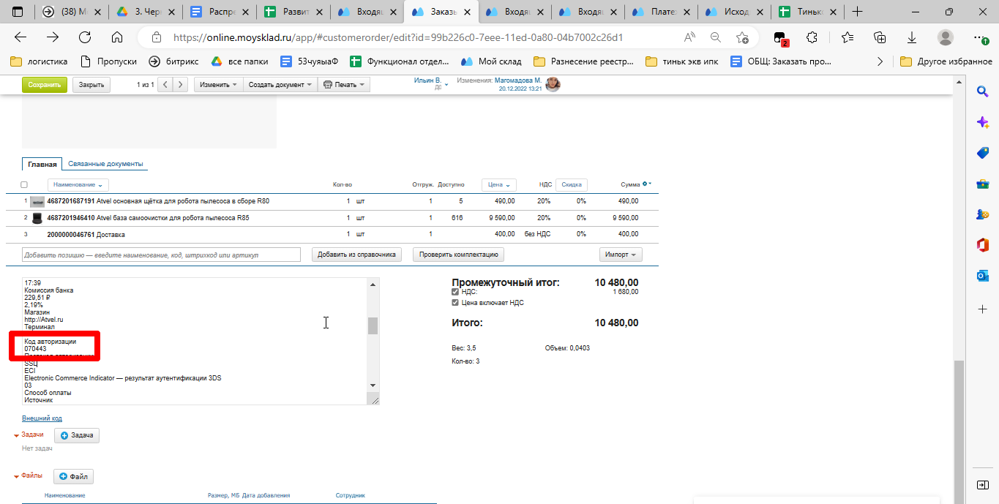 (38) М
3. Черн
Распре
Развит
Входящ
Заказы
Входящ
Входящ
Платеж
Исход
Тинько
https://online.moysklad.ru/app/#customerorder/edit?id=99b226c0-7eee-11ed-0a80-04b7002c26d1
2
логистика
Пропуски
битрикс
все папки
53чуяыаФ
Функционал отдел...
Мой склад
Разнесение реестр...
тиньк экв ипк
ОБЩ: Заказать про...
Другое избранное
Сохранить
Закрыть
1 из 1
Изменить
Создать документ
Печать
Ильин В.
Изменения: Магомадова М.
20.12.2022 13:21
Главная
Связанные документы
Наименование Кол-во Отгруж. Доступно Цена НДС Скидка Сумма
1 4687201687191 Atvel основная щётка для робота пылесоса в сборе R80 1 шт 1 5 490,00 20% 0% 490,00
2 4687201946410 Atvel база самоочистки для робота пылесоса R85 1 шт 1 616 9 590,00 20% 0% 9 590,00
3 2000000046761 Доставка 1 шт 1 400,00 без НДС 0% 400,00
Добавить позицию — введите наименование, код, штрихкод или артикул
Добавить из справочника
Проверить комплектацию
Импорт
17:39
Комиссия банка
229,51 ₽
2,19%
Магазин
http://Atvel.ru
Терминал
Код авторизации
070443
SSL
ECI
Electronic Commerce Indicator — результат аутентификации 3DS
03
Способ оплаты
Источник
Промежуточный итог: 10 480,00
НДС: 1 680,00
Цена включает НДС
Итого: 10 480,00
Вес: 3,5 Объем: 0,0403
Кол-во: 3
Внешний код
Задачи
Задача
Нет задач
Файлы
Файл
Наименование Размер, МБ Дата добавления Сотрудник